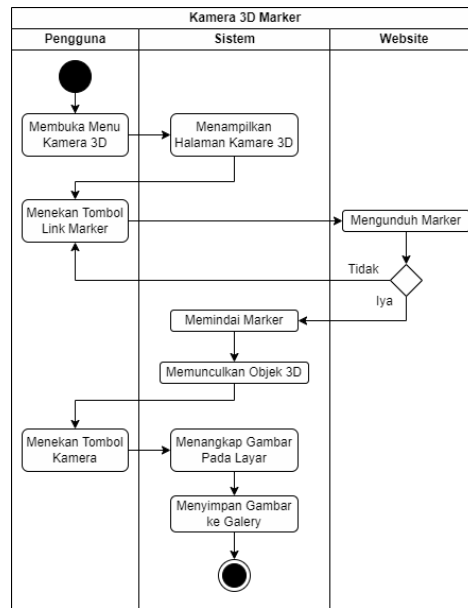 Kamera 3D Marker
Pengguna
Sistem
Website
Membuka Menu
Kamera 3D
Menampilkan
Halaman Kamare 3D
Menekan Tombol
Link Marker
Mengunduh Marker
Tidak
Iya
Memindai Marker
Memunculkan Objek 3D
Menekan Tombol
Kamera
Menangkap Gambar
Pada Layar
Menyimpan Gambar
ke Galery